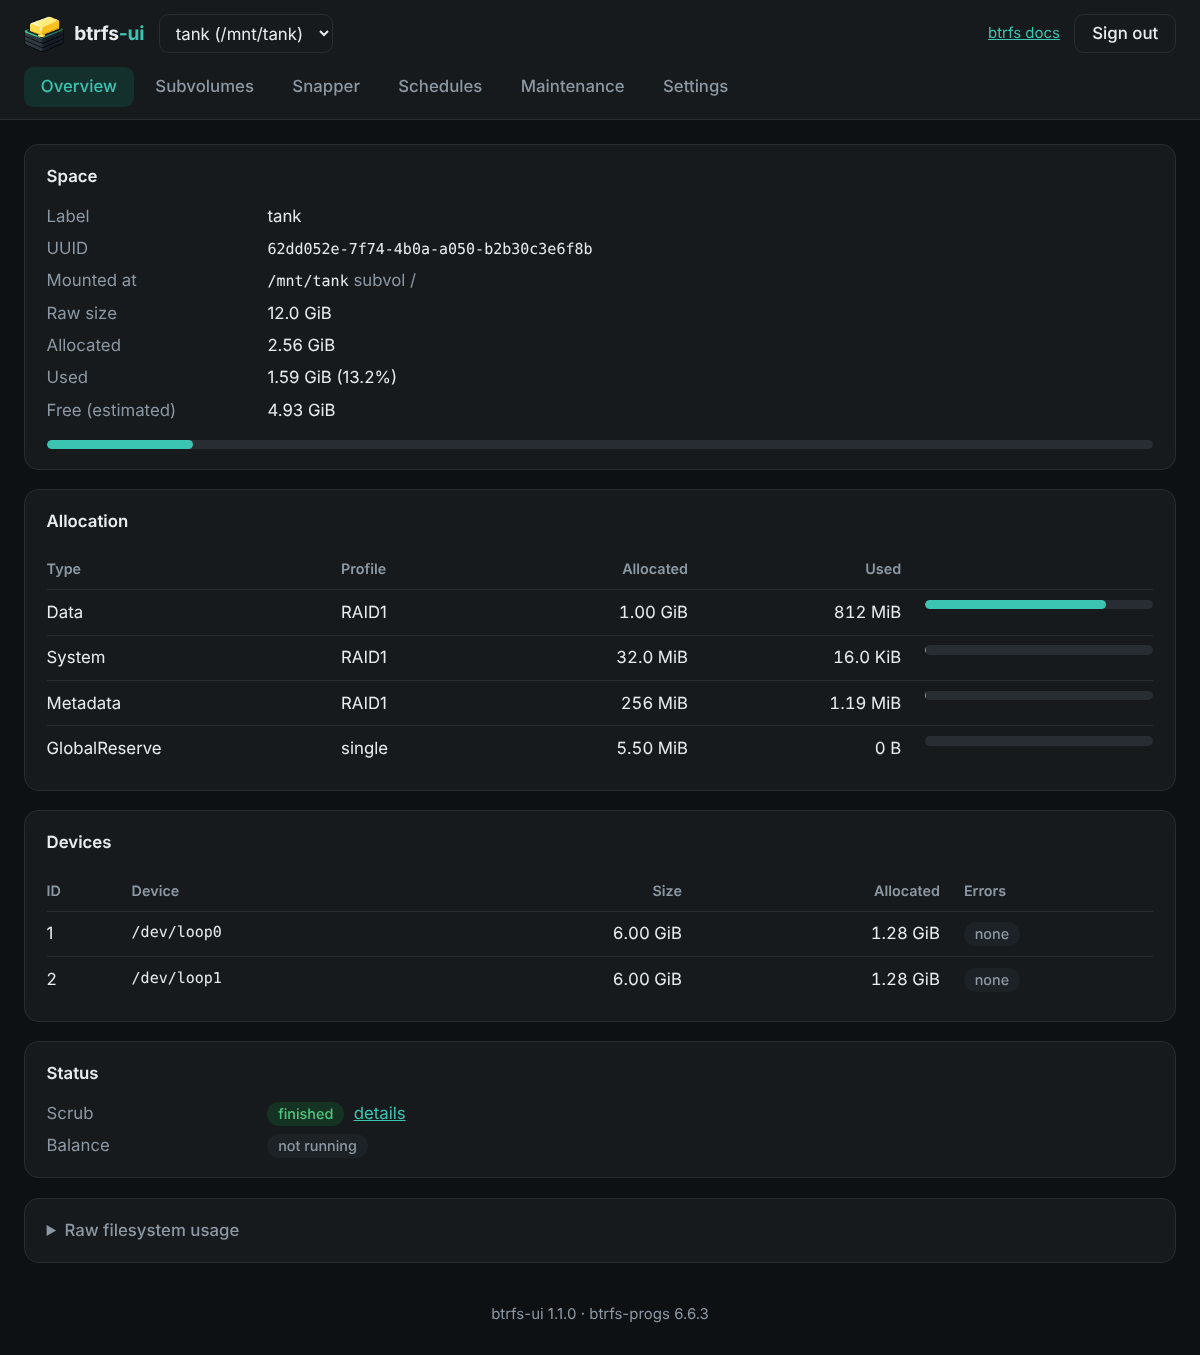 btrfs-ui tank (/mnt/tank) btrfs docs Sign out
Overview Subvolumes Snapper Schedules Maintenance Settings
Space
Label tank
UUID 62dd052e-7f74-4b0a-a050-b2b30c3e6f8b
Mounted at /mnt/tank subvol /
Raw size 12.0 GiB
Allocated 2.56 GiB
Used 1.59 GiB (13.2%)
Free (estimated) 4.93 GiB
Allocation
Type Profile Allocated Used
Data RAID1 1.00 GiB 812 MiB
System RAID1 32.0 MiB 16.0 KiB
Metadata RAID1 256 MiB 1.19 MiB
GlobalReserve single 5.50 MiB 0 B
Devices
ID Device Size Allocated Errors
1 /dev/loop0 6.00 GiB 1.28 GiB none
2 /dev/loop1 6.00 GiB 1.28 GiB none
Status
Scrub finished details
Balance not running
Raw filesystem usage
btrfs-ui 1.1.0 · btrfs-progs 6.6.3